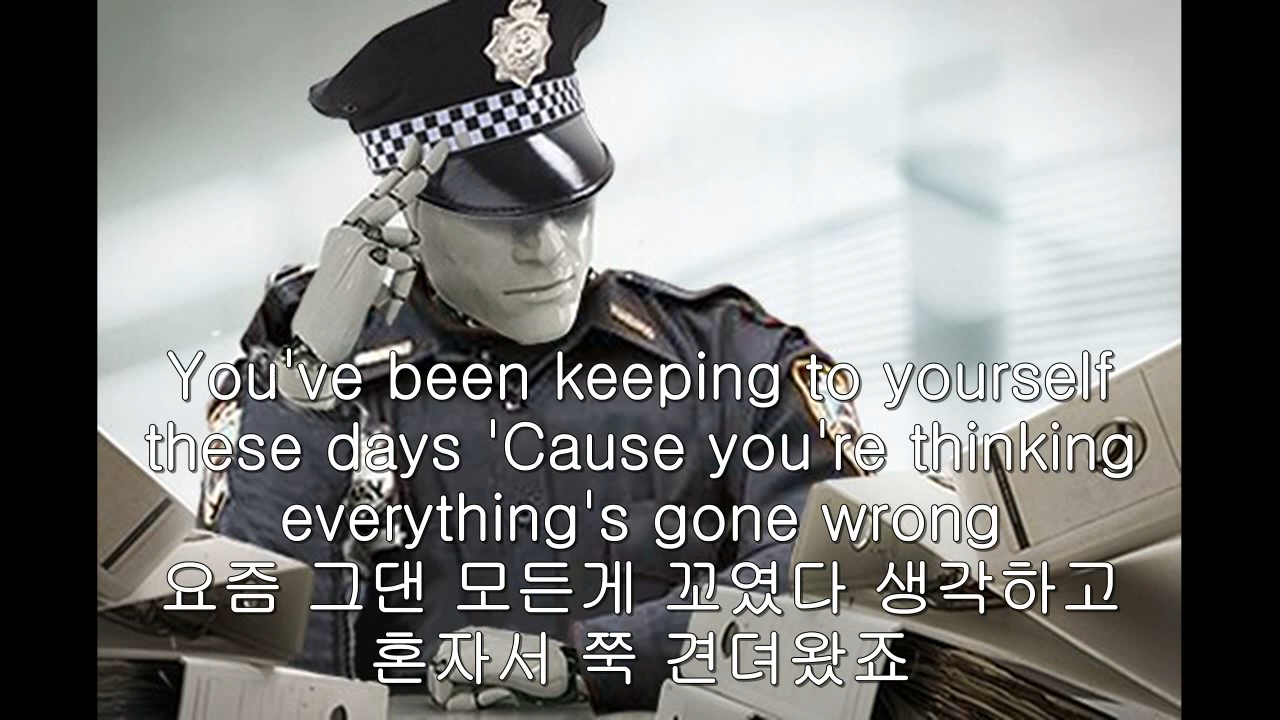 You've been keeping to yourself
these days 'Cause you're thinking
everything's gone wrong
요즘 그댄 모든게 꼬였다 생각하고
혼자서 쭉 견뎌왔죠